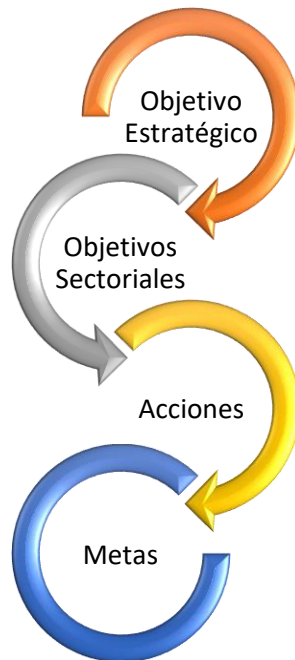 Objetivo
Estratégico
Objetivos
Sectoriales
Acciones
Metas